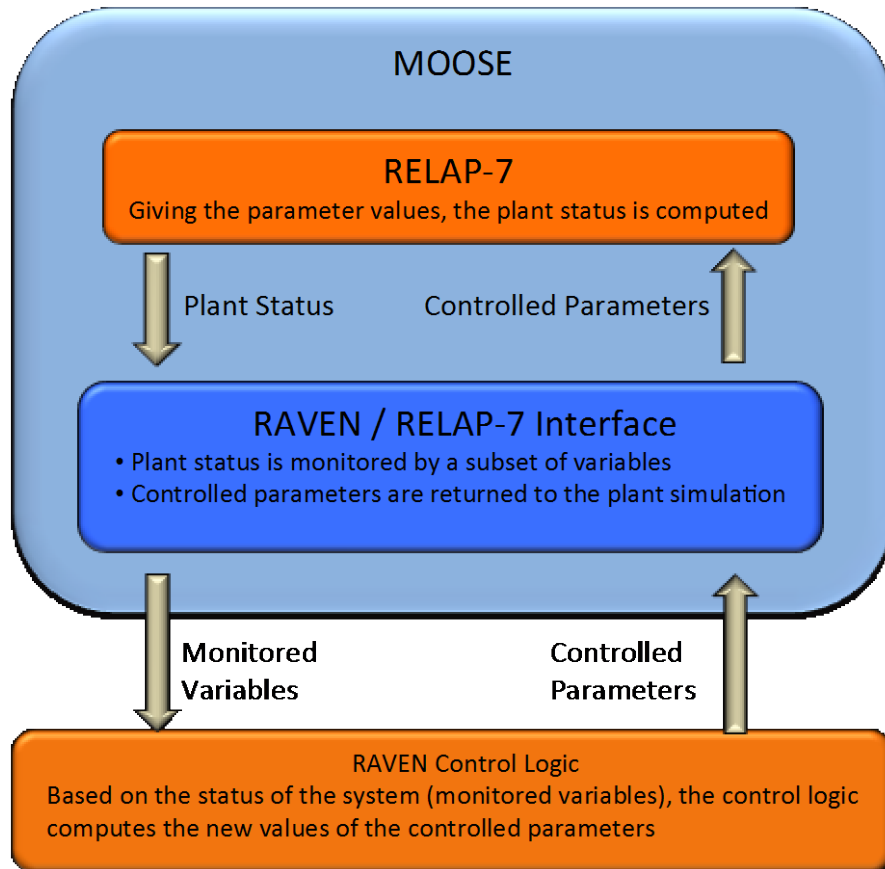 MOOSE
RELAP-7
Giving the parameter values, the plant status is computed
Plant Status
Controlled Parameters
RAVEN / RELAP-7 Interface
• Plant status is monitored by a subset of variables
• Controlled parameters are returned to the plant simulation
Monitored
Variables
Controlled
Parameters
RAVEN Control Logic
Based on the status of the system (monitored variables), the control logic
computes the new values of the controlled parameters